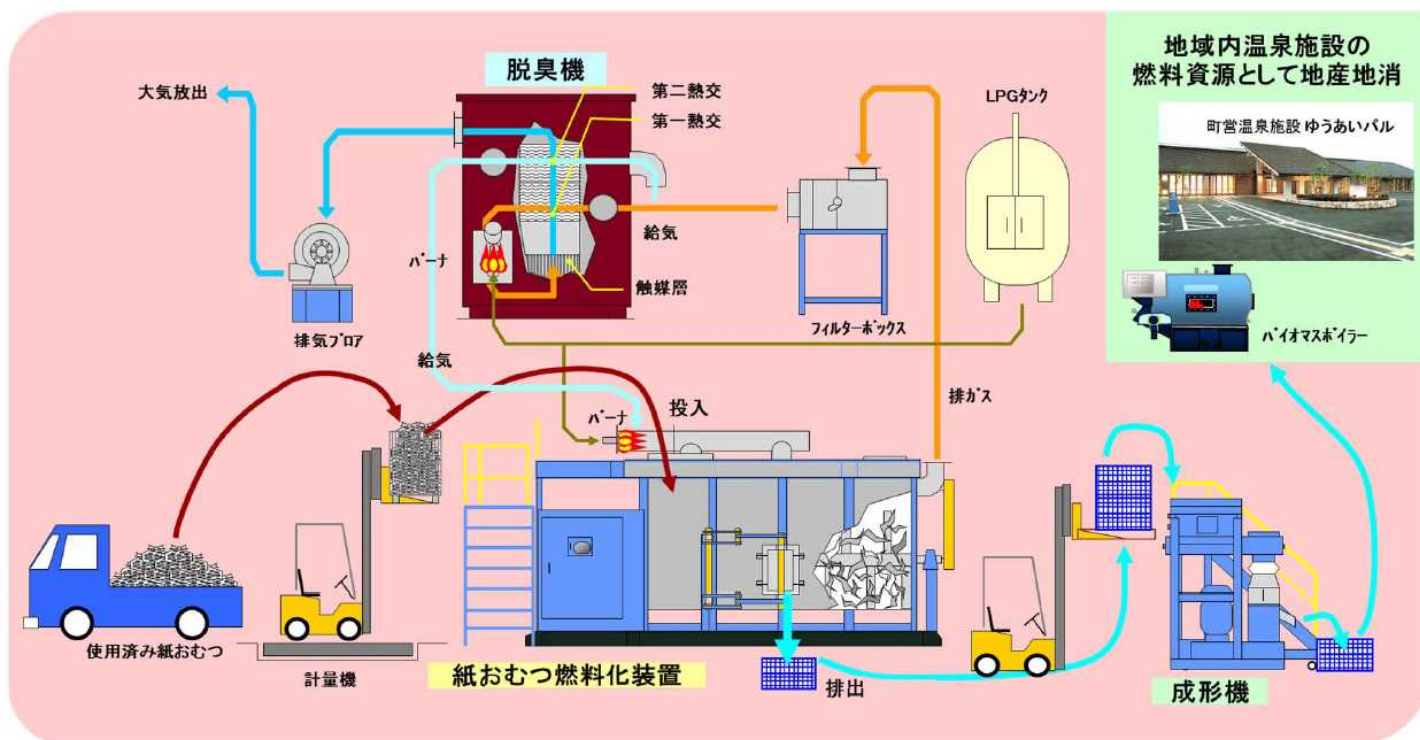 脱臭機
大気放出
第二熱交
第一熱交
LPGﾀﾝｸ
地域内温泉施設の
燃料資源として地産地消
町営温泉施設 ゆうあいパル
給気
ﾊﾞｰﾅ
触媒層
排気ﾌﾞﾛｱ
ﾌｨﾙﾀｰﾎﾞｯｸｽ
ﾊﾞｲｵﾏｽﾎﾞｲﾗｰ
給気
排ｶﾞｽ
ﾊﾞｰﾅ
投入
使用済み紙おむつ
計量機
紙おむつ燃料化装置
排出
成形機